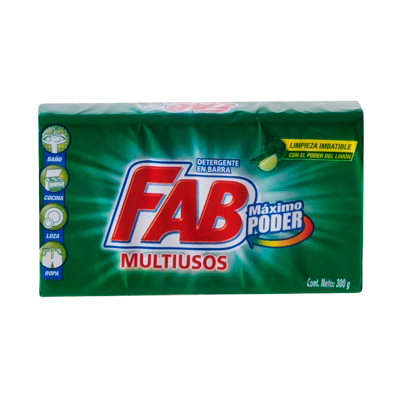 BAÑO
COCINA
LOZA
ROPA
DETERGENTE
EN BARRA
FAB
MULTIUSOS
Máximo
PODER
LIMPIEZA IMBATIBLE
CON EL PODER DEL LIMÓN
Cont. Neto: 300 g